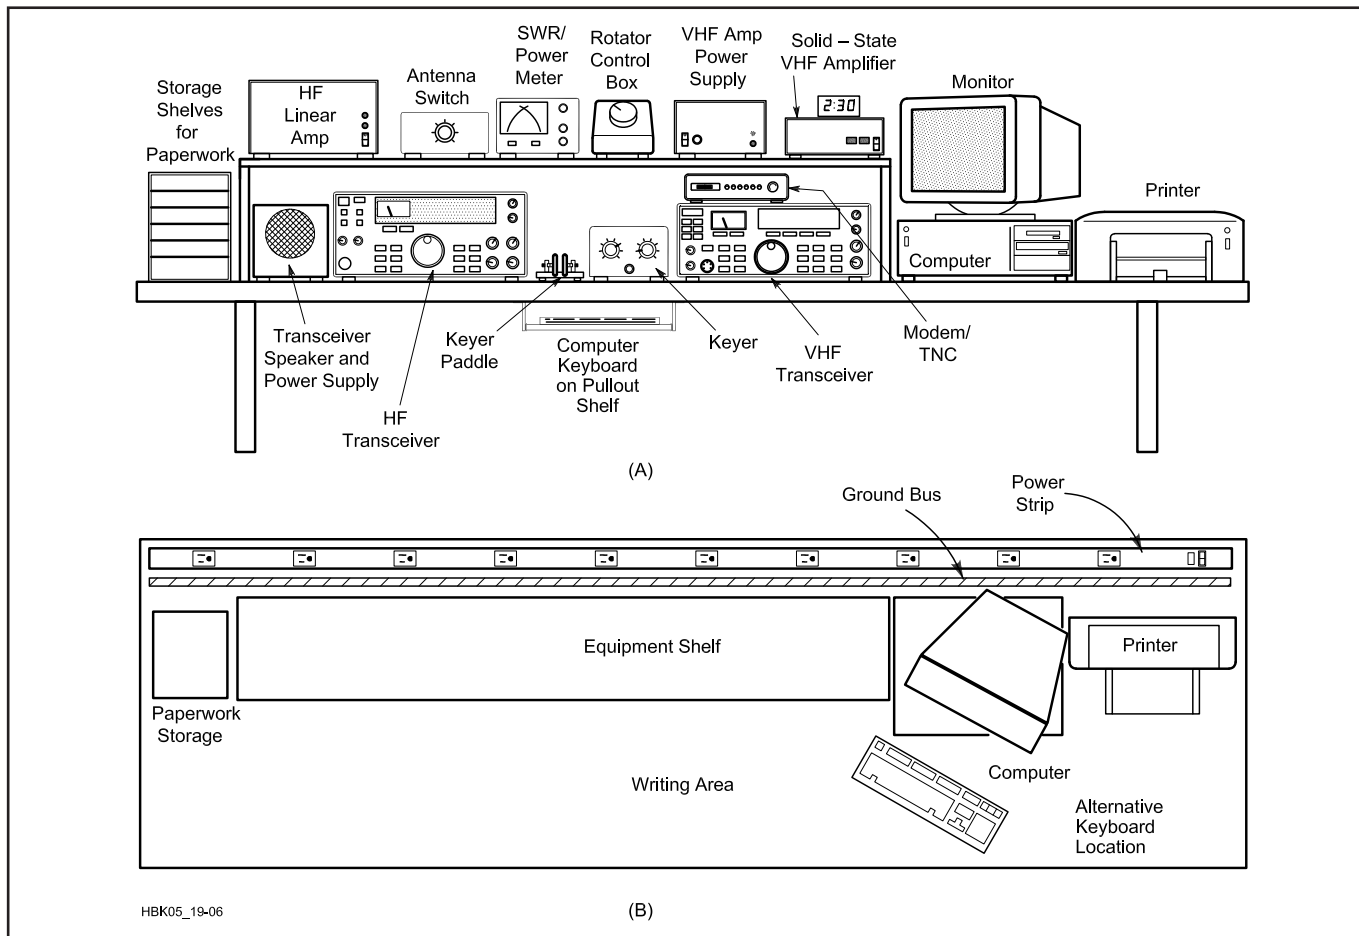 Storage
Shelves
for
Paperwork
HF
Linear
Amp
Antenna
Switch
SWR/
Power
Meter
Rotator
Control
Box
VHF Amp
Power
Supply
Solid – State
VHF Amplifier
2:30
Monitor
Printer
Computer
Transceiver
Speaker and
Power Supply
HF
Transceiver
Keyer
Paddle
Computer
Keyboard
on Pullout
Shelf
Keyer
VHF
Transceiver
Modem/
TNC
(A)
Ground Bus
Power
Strip
Equipment Shelf
Printer
Paperwork
Storage
Writing Area
Computer
Alternative
Keyboard
Location
HBK05_19-06
(B)